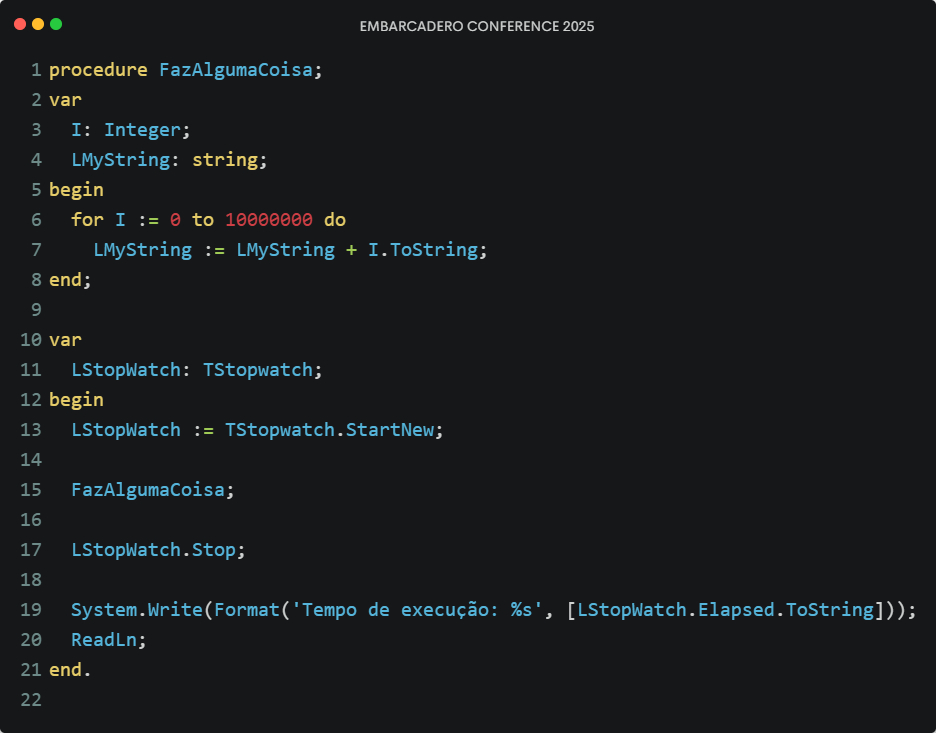 EMBARCADERO CONFERENCE 2025
1 procedure FazAlgumaCoisa;
2 var
3   I: Integer;
4   LMyString: string;
5 begin
6   for I := 0 to 10000000 do
7     LMyString := LMyString + I.ToString;
8 end;
9
10 var
11   LStopWatch: TStopwatch;
12 begin
13   LStopWatch := TStopwatch.StartNew;
14
15   FazAlgumaCoisa;
16
17   LStopWatch.Stop;
18
19   System.Write(Format('Tempo de execução: %s', [LStopWatch.Elapsed.ToString]));
20   ReadLn;
21 end.
22